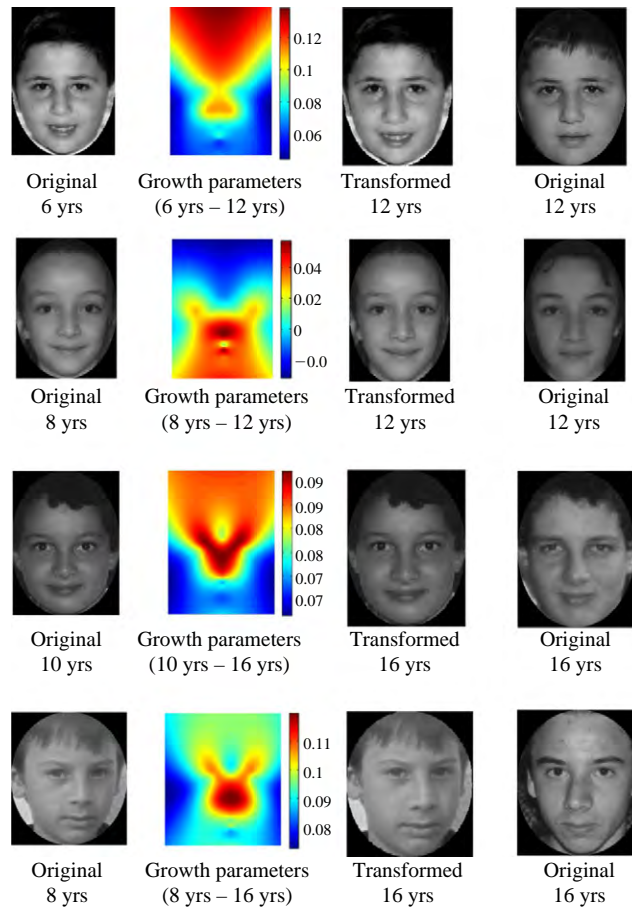 0.12
0.1
0.08
0.06
Original Growth parameters Transformed Original
6 yrs (6 yrs – 12 yrs) 12 yrs 12 yrs
0.04
0.02
0
−0.0
Original Growth parameters Transformed Original
8 yrs (8 yrs – 12 yrs) 12 yrs 12 yrs
0.09
0.09
0.08
0.08
0.07
0.07
Original Growth parameters Transformed Original
10 yrs (10 yrs – 16 yrs) 16 yrs 16 yrs
0.11
0.1
0.09
0.08
Original Growth parameters Transformed Original
8 yrs (8 yrs – 16 yrs) 16 yrs 16 yrs